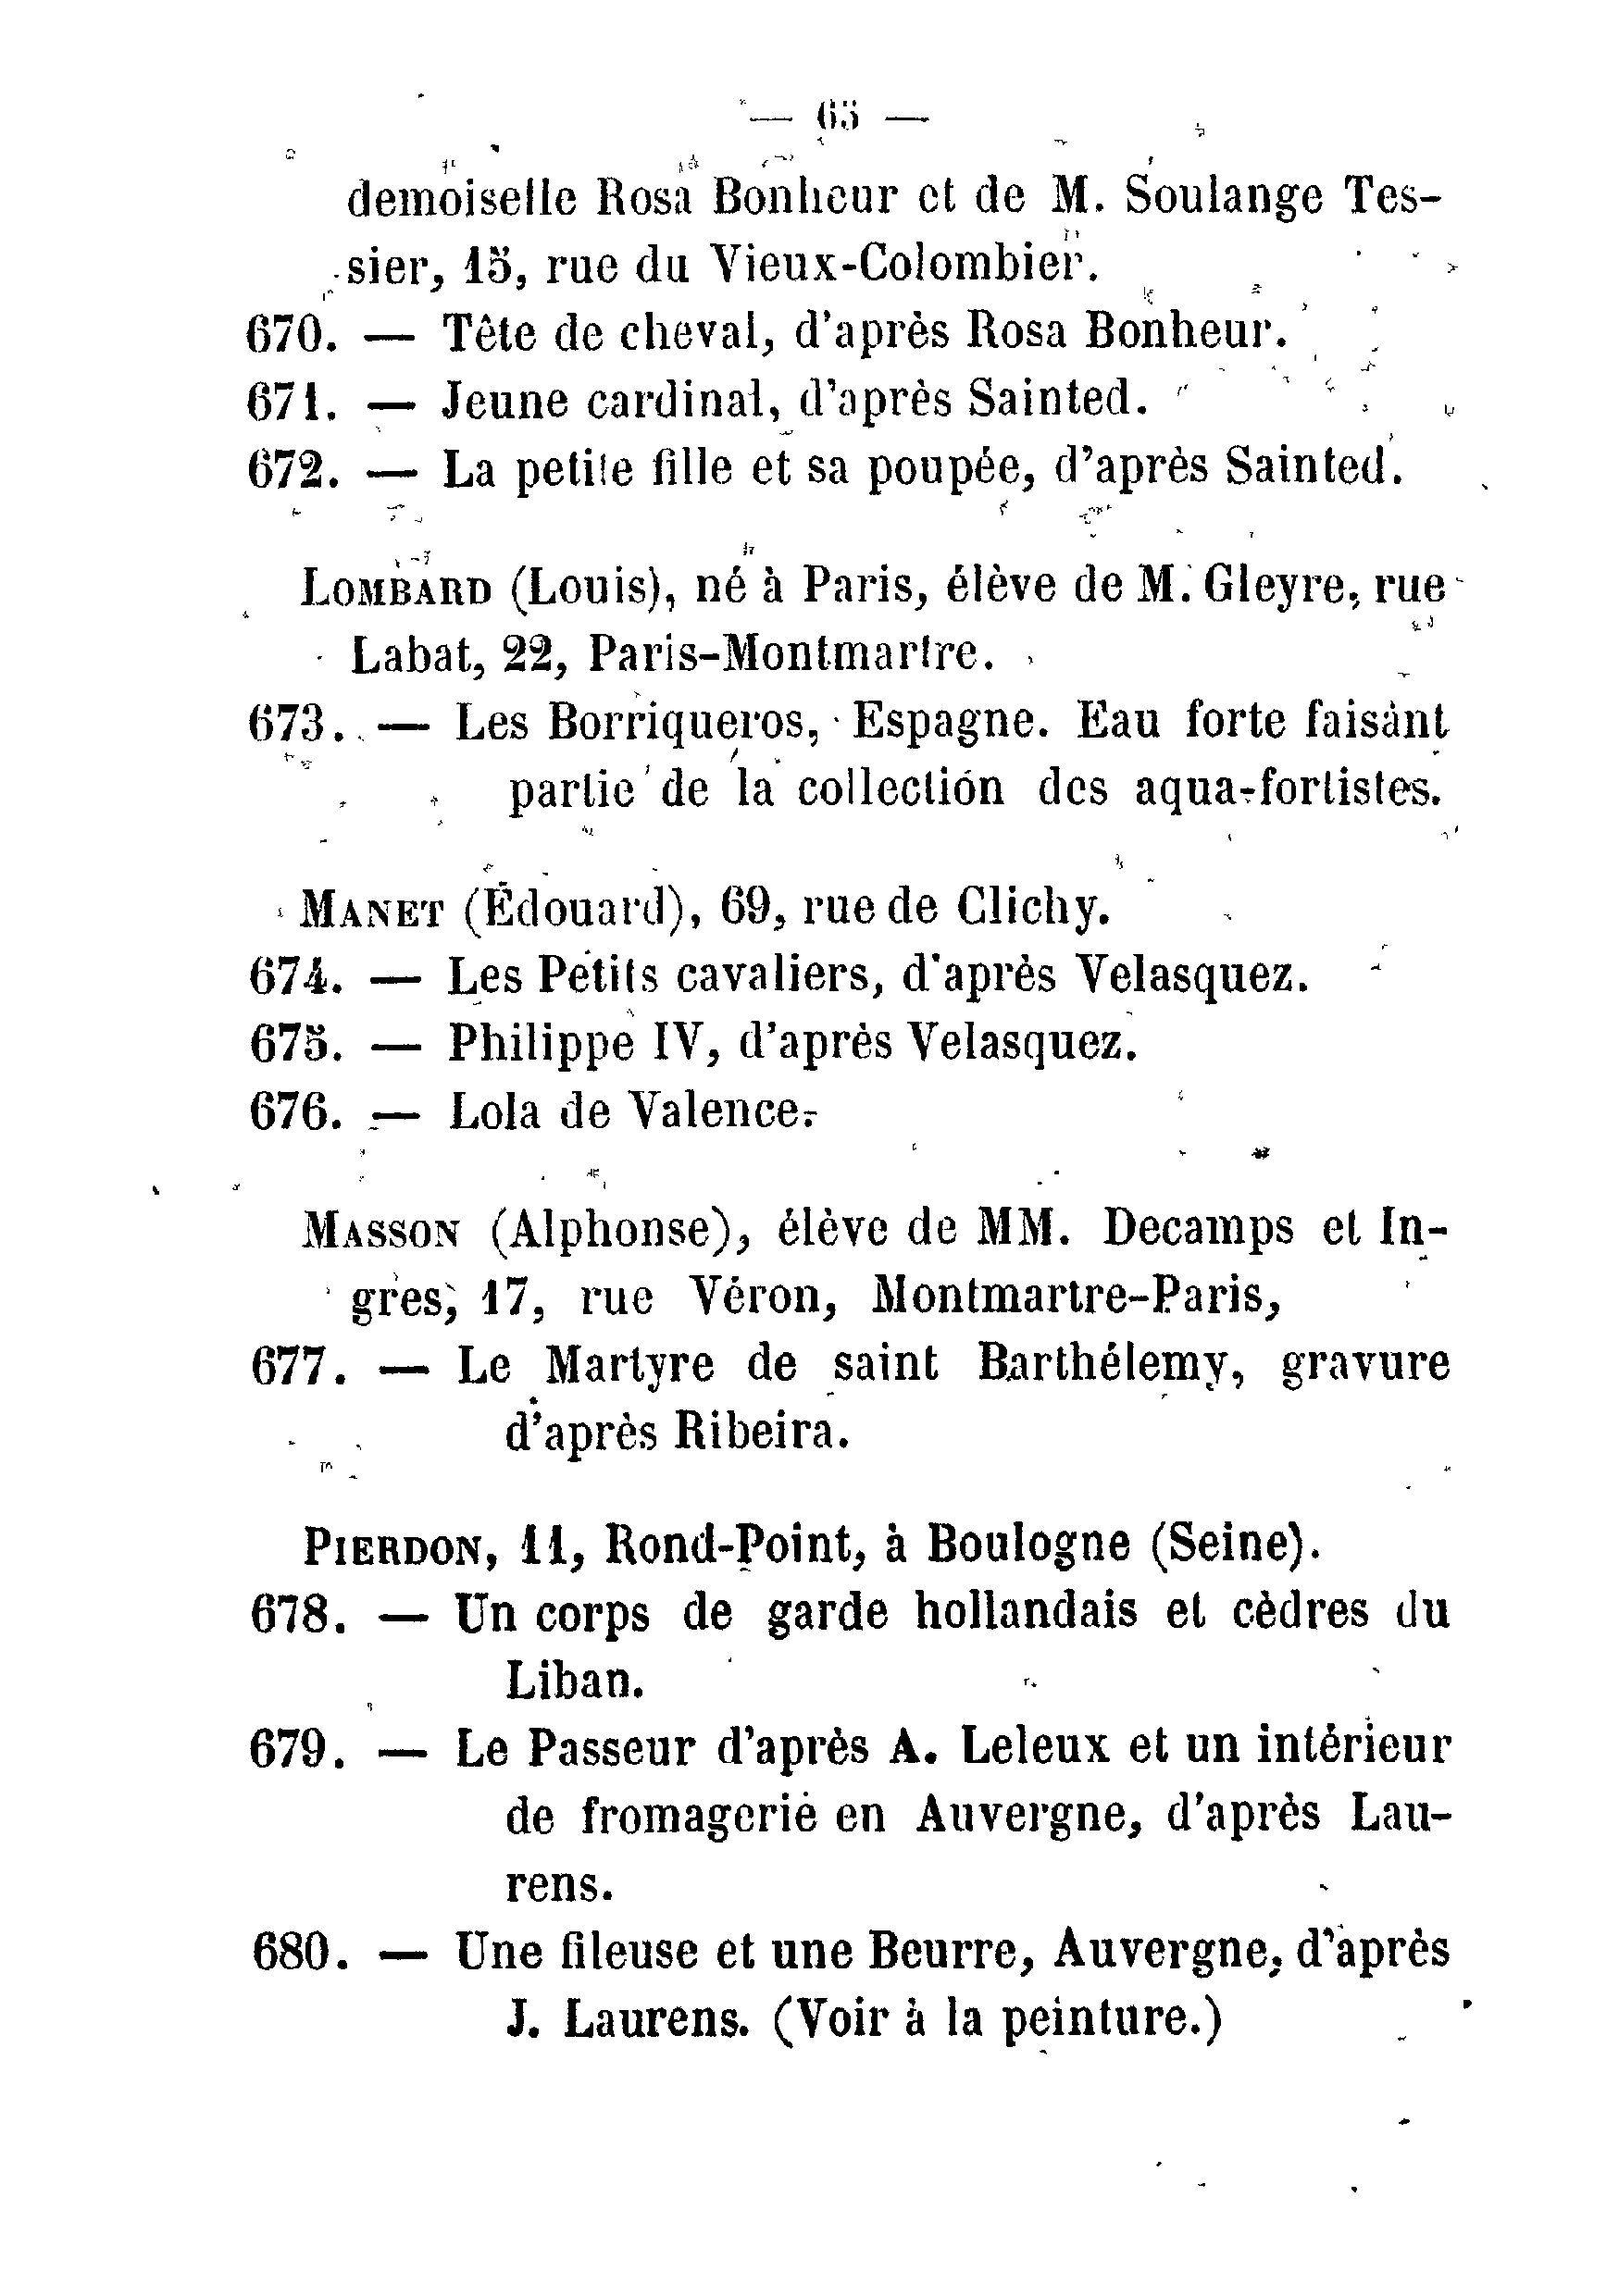 — 65 —
demoiselle Rosa Bonheur et de M. Soulange Tes-
sier, 15, rue du Vieux-Colombier.
670. — Tête de cheval, d'après Rosa Bonheur.
671. — Jeune cardinal, d'après Sainted.
672. — La petite fille et sa poupée, d'après Sainted.
LOMBARD (Louis), né à Paris, élève de M. Gleyre, rue
Labat, 22, Paris-Montmartre.
673. — Les Borriqueros, Espagne. Eau forte faisant
partie de la collection des aqua-fortistes.
MANET (Édouard), 69, rue de Clichy.
674. — Les Petits cavaliers, d'après Velasquez.
675. — Philippe IV, d'après Velasquez.
676. — Lola de Valence.
MASSON (Alphonse), élève de MM. Decamps et In-
gres, 17, rue Véron, Montmartre-Paris,
677. — Le Martyre de saint Barthélemy, gravure
d'après Ribeira.
PIERDON, 11, Rond-Point, à Boulogne (Seine).
678. — Un corps de garde hollandais et cèdres du
Liban.
679. — Le Passeur d'après A. Leleux et un intérieur
de fromagerie en Auvergne, d'après Lau-
rens.
680. — Une fileuse et une Beurre, Auvergne, d'après
J. Laurens. (Voir à la peinture.)